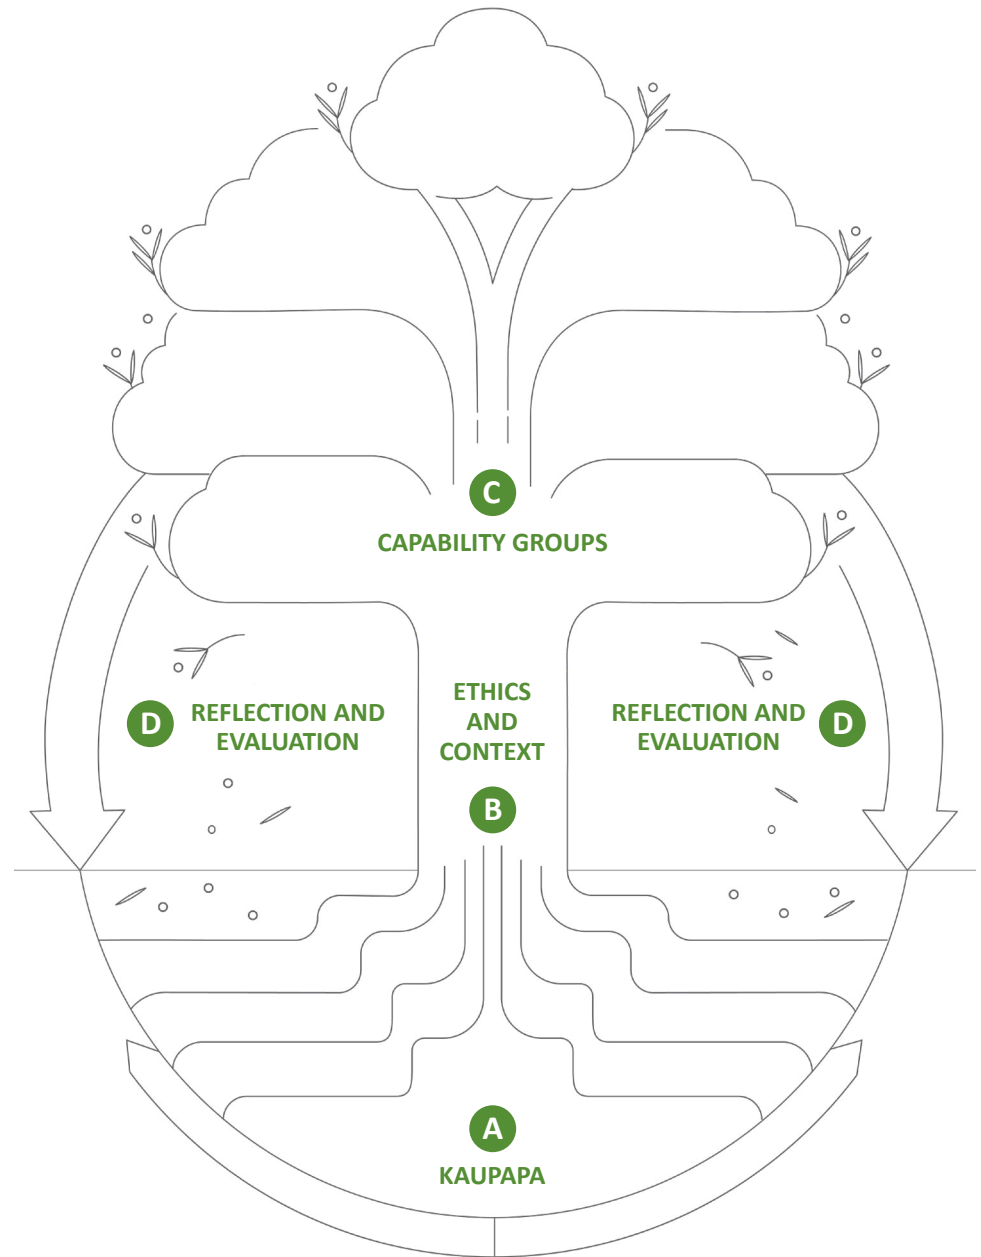 C
CAPABILITY GROUPS
D
REFLECTION AND
EVALUATION
ETHICS
AND
CONTEXT
REFLECTION AND
EVALUATION
D
B
A
KAUPAPA